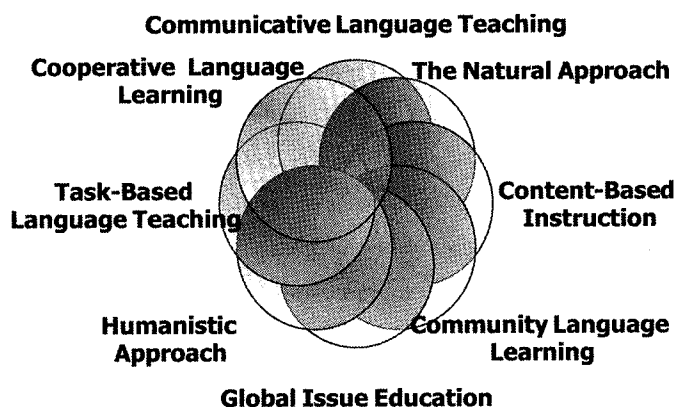 Communicative Language Teaching
Cooperative Language
Learning
The Natural Approach
Task-Based
Language Teaching
Content-Based
Instruction
Humanistic
Approach
Community Language
Learning
Global Issue Education